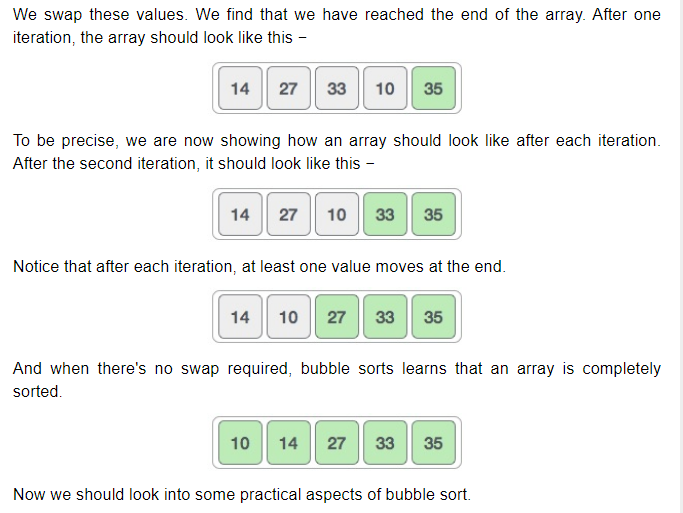 We swap these values. We find that we have reached the end of the array. After one
iteration, the array should look like this −
14 27 33 10 35
To be precise, we are now showing how an array should look like after each iteration.
After the second iteration, it should look like this −
14 27 10 33 35
Notice that after each iteration, at least one value moves at the end.
14 10 27 33 35
And when there's no swap required, bubble sorts learns that an array is completely
sorted.
10 14 27 33 35
Now we should look into some practical aspects of bubble sort.